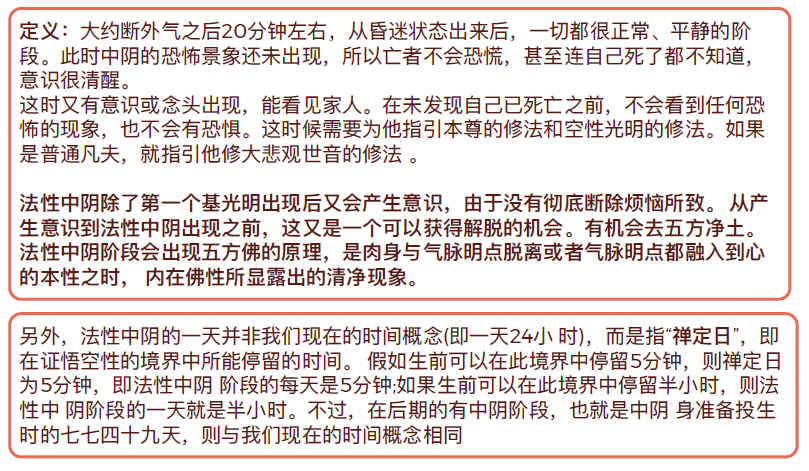 定义：大约断外气之后20分钟左右，从昏迷状态出来后，一切都很正常、平静的阶
段。此时中阴的恐怖景象还未出现，所以亡者不会恐慌，甚至连自己死了都不知道，
意识很清醒。
这时又有意识或念头出现，能看见家人。在未发现自己已死亡之前，不会看到任何恐
怖的现象，也不会有恐惧。这时候需要为他指引本尊的修法和空性光明的修法。如果
是普通凡夫，就指引他修大悲观世音的修法 。
法性中阴除了第一个基光明出现后又会产生意识，由于没有彻底断除烦恼所致。 从产
生意识到法性中阴出现之前，这又是一个可以获得解脱的机会。有机会去五方净土。
法性中阴阶段会出现五方佛的原理，是肉身与气脉明点脱离或者气脉明点都融入到心
的本性之时， 内在佛性所显露出的清净现象。
另外，法性中阴的一天并非我们现在的时间概念(即一天24小 时)，而是指“禅定日”，即
在证悟空性的境界中所能停留的时间。 假如生前可以在此境界中停留5分钟，则禅定日
为5分钟，即法性中阴 阶段的每天是5分钟;如果生前可以在此境界中停留半小时，则法
性中 阴阶段的一天就是半小时。不过，在后期的有中阴阶段，也就是中阴 身准备投生
时的七七四十九天，则与我们现在的时间概念相同